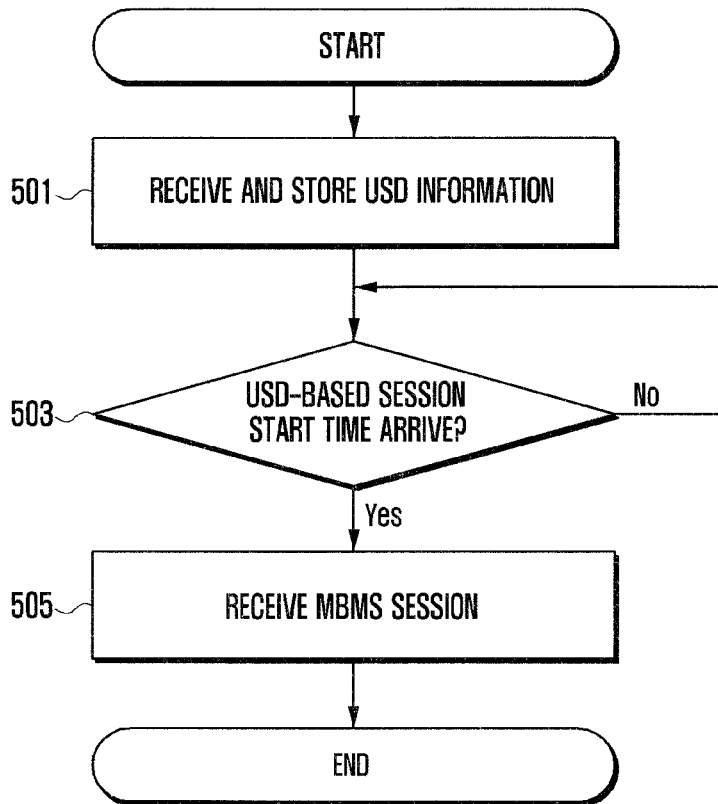 START
501
RECEIVE AND STORE USD INFORMATION
503
USD-BASED SESSION
START TIME ARRIVE?
No
Yes
505
RECEIVE MBMS SESSION
END